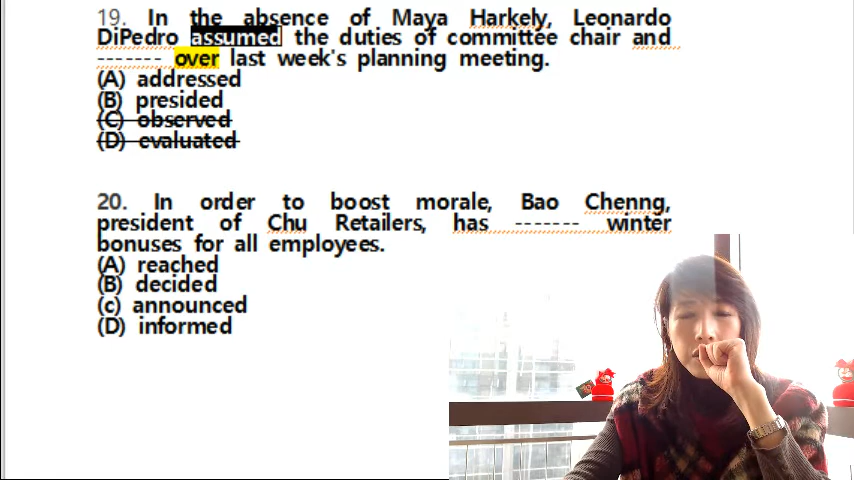 19. In the absence of Maya Harkely, Leonardo
DiPedro assumed the duties of committee chair and
------- over last week's planning meeting.
(A) addressed
(B) presided
(C) observed
(D) evaluated
20. In order to boost morale, Bao Chenng,
president of Chu Retailers, has ------- winter
bonuses for all employees.
(A) reached
(B) decided
(c) announced
(D) informed